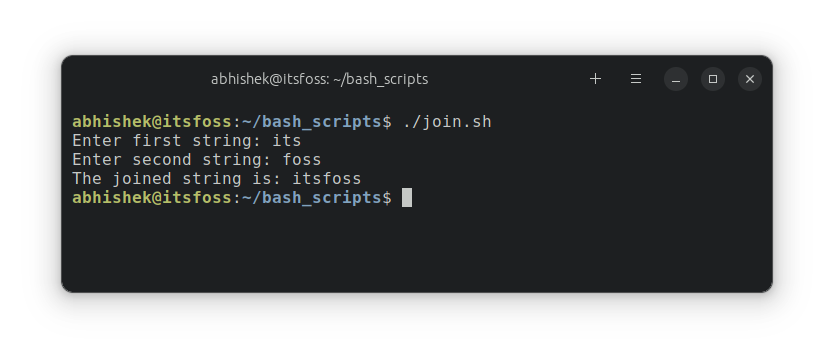 abhishek@itsfoss: ~/bash_scripts
abhishek@itsfoss:~/bash_scripts$ ./join.sh
Enter first string: its
Enter second string: foss
The joined string is: itsfoss
abhishek@itsfoss:~/bash_scripts$